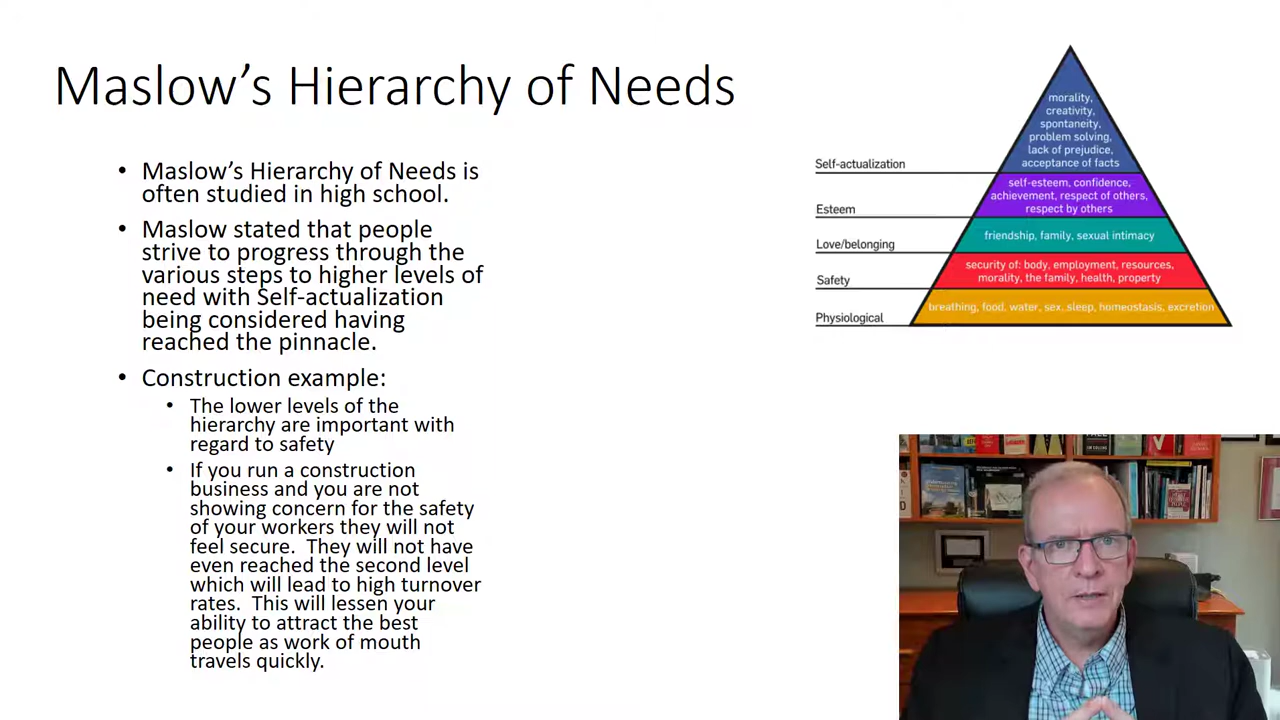 Maslow's Hierarchy of Needs
• Maslow's Hierarchy of Needs is
often studied in high school.
• Maslow stated that people
strive to progress through the
various steps to higher levels of
need with Self-actualization
being considered having
reached the pinnacle.
• Construction example:
• The lower levels of the
hierarchy are important with
regard to safety
• If you run a construction
business and you are not
showing concern for the safety
of your workers they will not
feel secure. They will not have
even reached the second level
which will lead to high turnover
rates. This will lessen your
ability to attract the best
people as work of mouth
travels quickly.
Self-actualization
morality,
creativity,
spontaneity,
problem solving,
lack of prejudice,
acceptance of facts
Esteem
self-esteem, confidence,
achievement, respect of others,
respect by others
Love/belonging
friendship, family, sexual intimacy
Safety
security of: body, employment, resources,
morality, the family, health, property
Physiological
breathing, food, water, sex, sleep, homeostasis, excretion